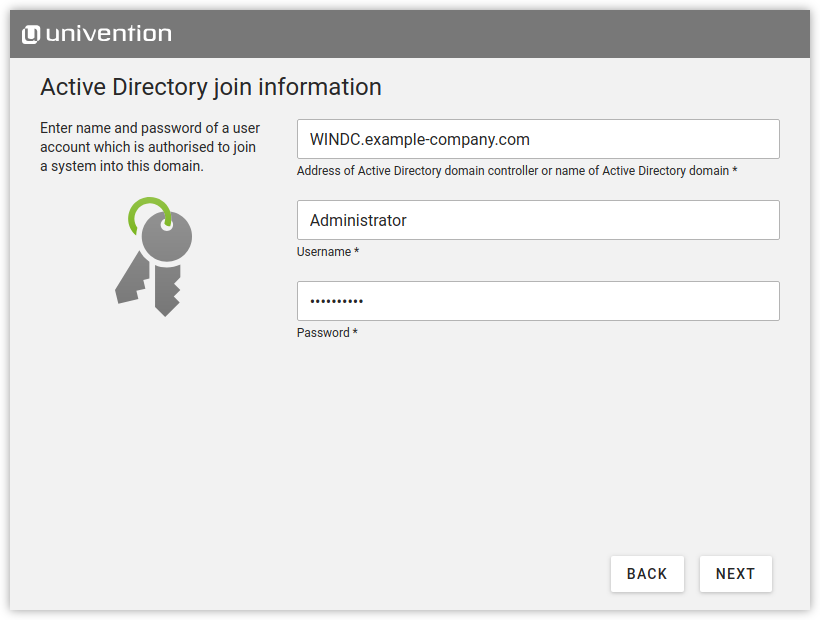 univention
Active Directory join information
Enter name and password of a user
account which is authorised to join
a system into this domain.
WINDC.example-company.com
Address of Active Directory domain controller or name of Active Directory domain *
Administrator
Username *
••••••••••
Password *
BACK NEXT